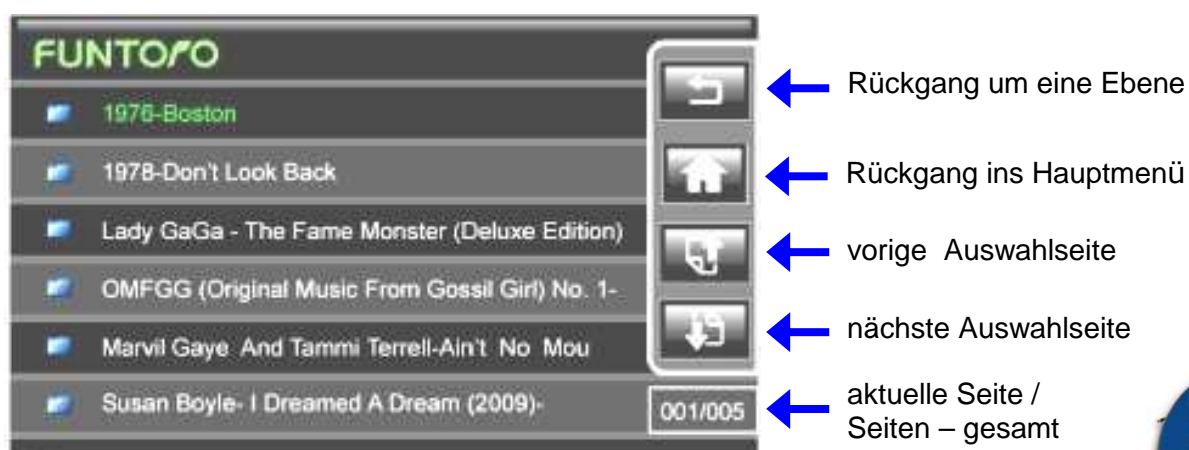 FUNTORO
1976-Boston
1978-Don't Look Back
Lady GaGa - The Fame Monster (Deluxe Edition)
OMFGG (Original Music From Gossil Girl) No. 1-
Marvil Gaye And Tammi Terrell-Ain't No Mou
Susan Boyle- I Dreamed A Dream (2009)-
001/005
Rückgang um eine Ebene
Rückgang ins Hauptmenü
vorige Auswahlseite
nächste Auswahlseite
aktuelle Seite /
Seiten – gesamt